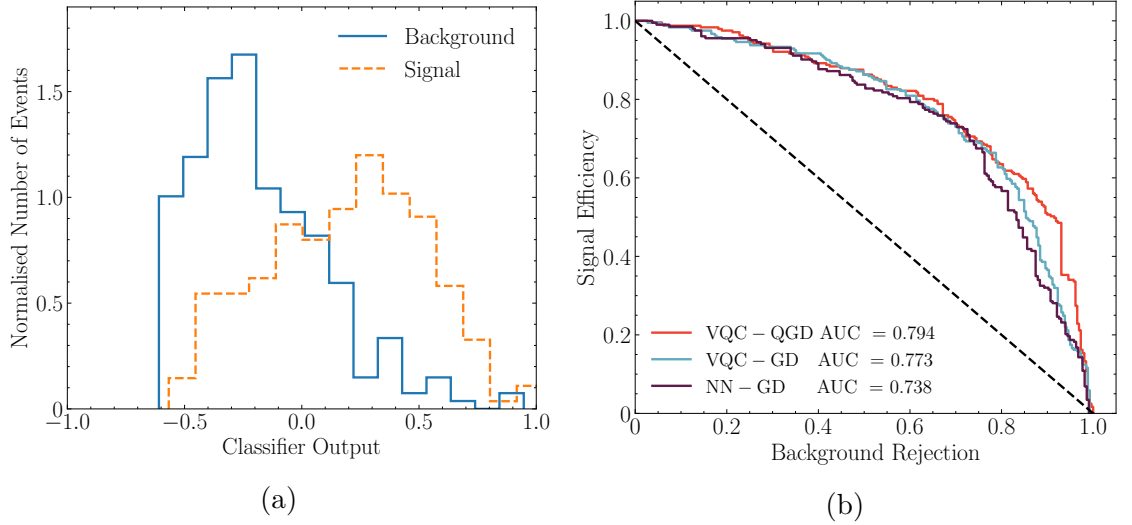 Normalised Number of Events
1.5
1.0
0.5
0
−1.0
−0.5
0.0
0.5
1.0
Classifier Output
Background
Signal
(a)
Signal Efficiency
1.0
0.8
0.6
0.4
0.2
0
0
0.2
0.4
0.6
0.8
1.0
Background Rejection
VQC − QGD AUC = 0.794
VQC − GD AUC = 0.773
NN − GD AUC = 0.738
(b)